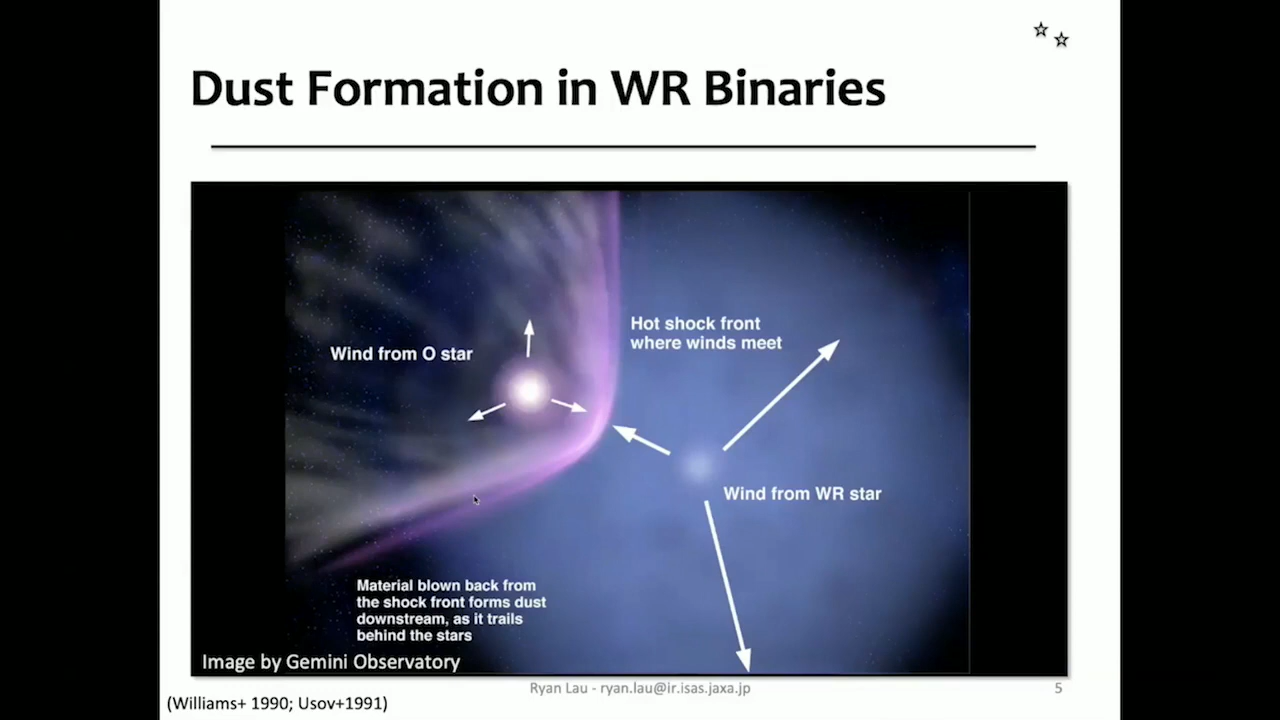 Dust Formation in WR Binaries
Hot shock front
where winds meet
Wind from O star
Wind from WR star
Material blown back from
the shock front forms dust
downstream, as it trails
behind the stars
Image by Gemini Observatory
Ryan Lau - ryan.lau@ir.isas.jaxa.jp
5
(Williams+ 1990; Usov+1991)